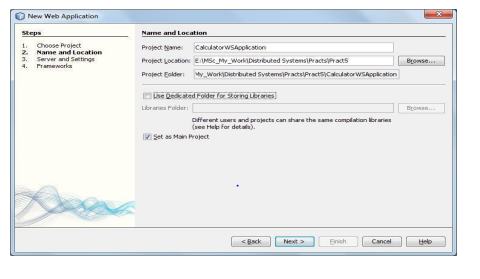 New Web Application
Steps
1. Choose Project
2. Name and Location
3. Server and Settings
4. Frameworks
Name and Location
Project Name: CalculatorWSApplication
Project Location: E:\MSc_My_Work\Distributed Systems\Practs\Pract5 Browse...
Project Folder: My_Work\Distributed Systems\Practs\Pract5\CalculatorWSApplication
Use Dedicated Folder for Storing Libraries
Libraries Folder: Browse...
Different users and projects can share the same compilation libraries
(see Help for details).
Set as Main Project
< Back Next > Finish Cancel Help